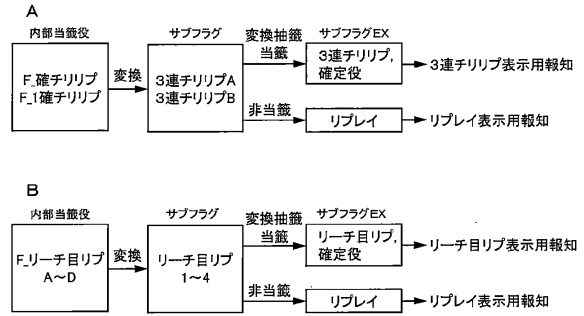 A
内部当籤役
サブフラグ
変換抽籤
当籤
サブフラグEX
F_確チリリプ
F_1確チリリプ
変換
3連チリリプA
3連チリリプB
3連チリリプ,
確定役
3連チリリプ表示用報知
非当籤
リプレイ
リプレイ表示用報知
B
内部当籤役
サブフラグ
変換抽籤
当籤
サブフラグEX
F_リーチ目リプ
A～D
変換
リーチ目リプ
1～4
リーチ目リプ,
確定役
リーチ目リプ表示用報知
非当籤
リプレイ
リプレイ表示用報知